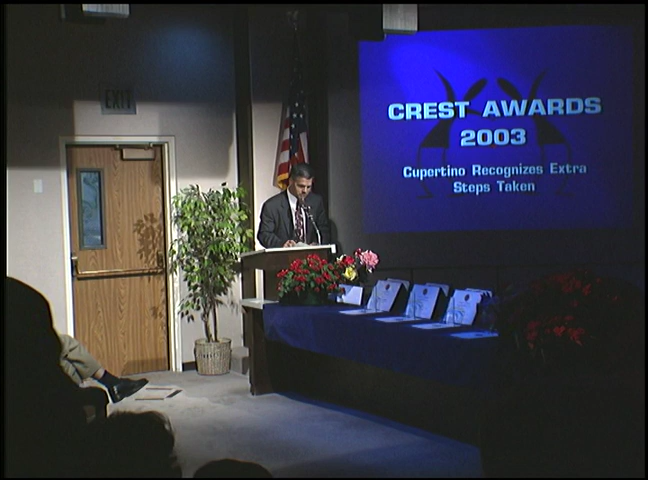 EXIT
CREST AWARDS
2003
Cupertino Recognizes Extra
Steps Taken